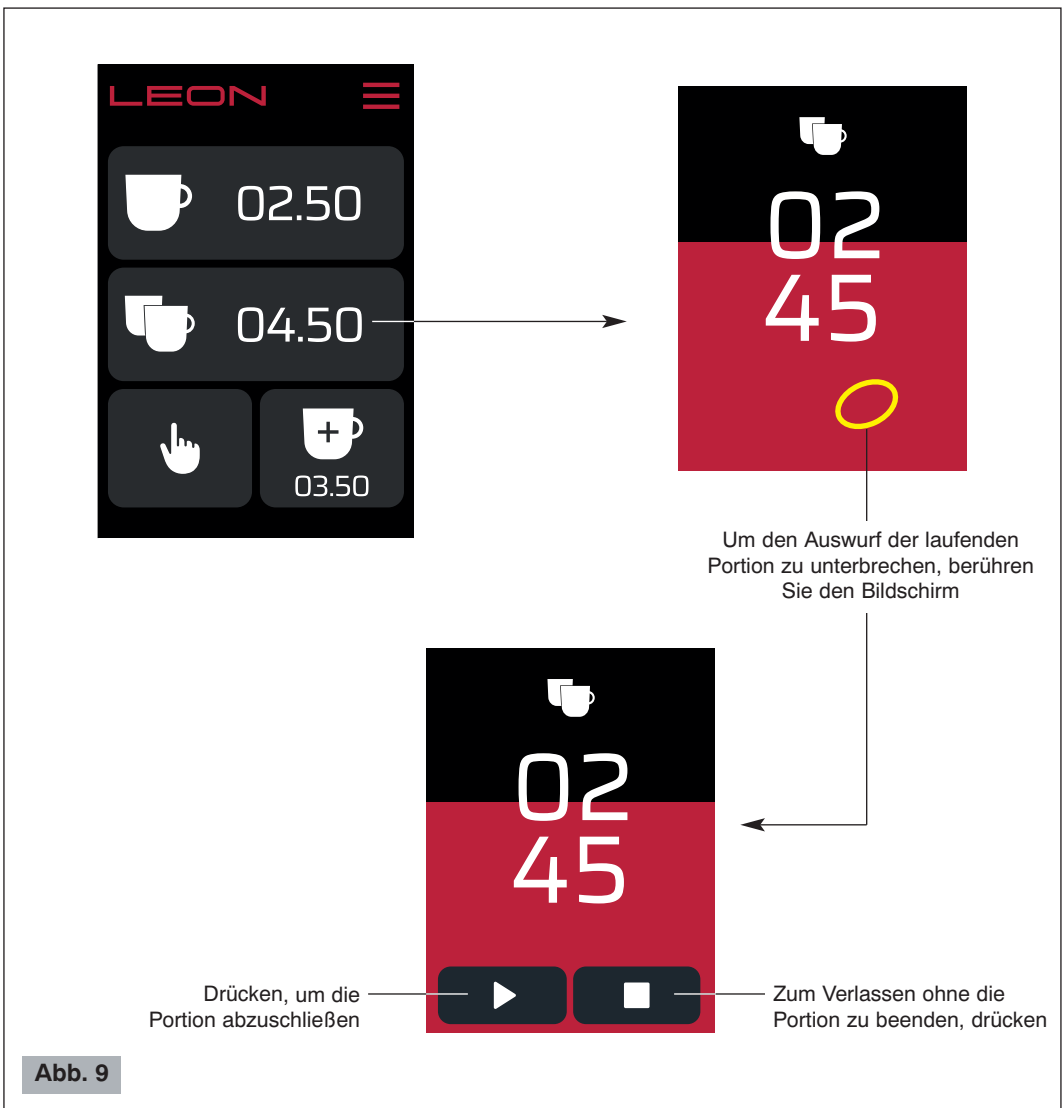 LEON
02.50
04.50
+
03.50
02
45
Um den Auswurf der laufenden
Portion zu unterbrechen, berühren
Sie den Bildschirm
02
45
Drücken, um die
Portion abzuschließen
Zum Verlassen ohne die
Portion zu beenden, drücken
Abb. 9